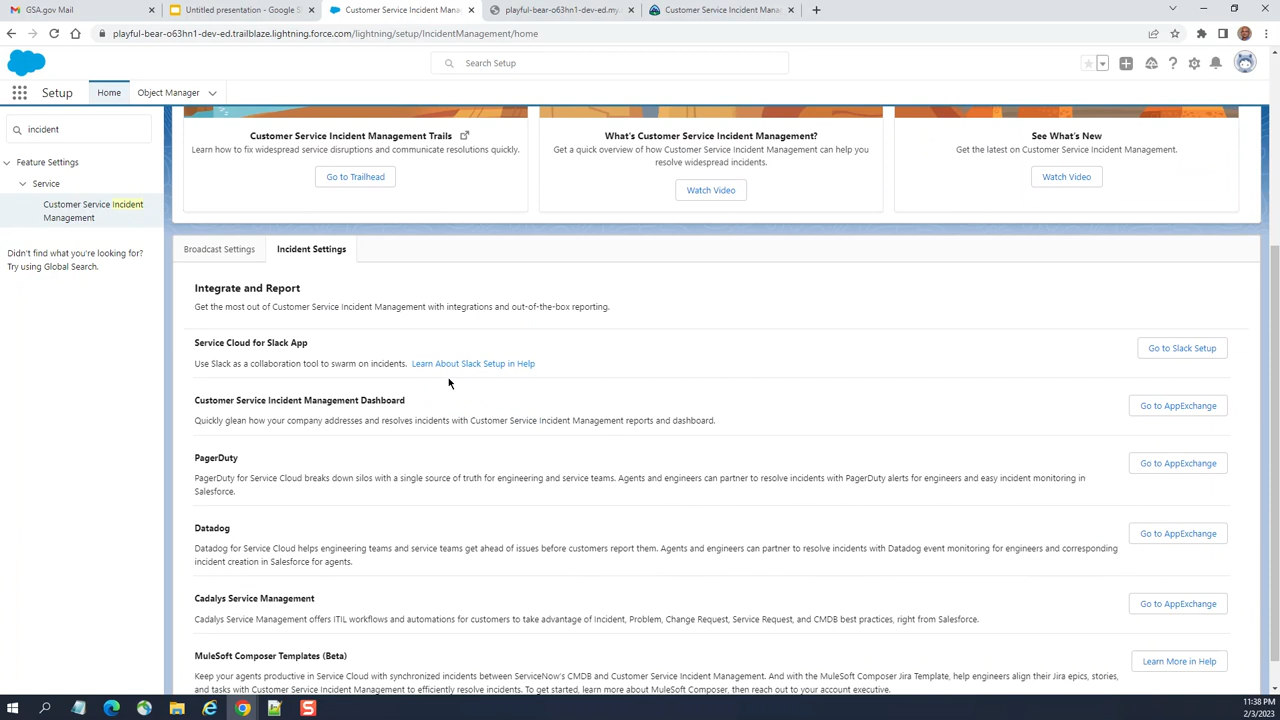 GSA.gov Mail
Untitled presentation - Google S
Customer Service Incident Mana
playful-bear-o63hn1-dev-ed.my
Customer Service Incident Mana
playful-bear-o63hn1-dev-ed.trailblaze.lightning.force.com/lightning/setup/IncidentManagement/home
Search Setup
Setup
Home
Object Manager
incident
Feature Settings
Service
Customer Service Incident
Management
Didn't find what you're looking for?
Try using Global Search.
Customer Service Incident Management Trails
Learn how to fix widespread service disruptions and communicate resolutions quickly.
Go to Trailhead
What's Customer Service Incident Management?
Get a quick overview of how Customer Service Incident Management can help you
resolve widespread incidents.
Watch Video
See What's New
Get the latest on Customer Service Incident Management.
Watch Video
Broadcast Settings
Incident Settings
Integrate and Report
Get the most out of Customer Service Incident Management with integrations and out-of-the-box reporting.
Service Cloud for Slack App
Use Slack as a collaboration tool to swarm on incidents. Learn About Slack Setup in Help
Go to Slack Setup
Customer Service Incident Management Dashboard
Quickly glean how your company addresses and resolves incidents with Customer Service Incident Management reports and dashboard.
Go to AppExchange
PagerDuty
PagerDuty for Service Cloud breaks down silos with a single source of truth for engineering and service teams. Agents and engineers can partner to resolve incidents with PagerDuty alerts for engineers and easy incident monitoring in
Salesforce.
Go to AppExchange
Datadog
Datadog for Service Cloud helps engineering teams and service teams get ahead of issues before customers report them. Agents and engineers can partner to resolve incidents with Datadog event monitoring for engineers and corresponding
incident creation in Salesforce for agents.
Go to AppExchange
Cadalys Service Management
Cadalys Service Management offers ITIL workflows and automations for customers to take advantage of Incident, Problem, Change Request, Service Request, and CMDB best practices, right from Salesforce.
Go to AppExchange
MuleSoft Composer Templates (Beta)
Keep your agents productive in Service Cloud with synchronized incidents between ServiceNow's CMDB and Customer Service Incident Management. And with the MuleSoft Composer Jira Template, help engineers align their Jira epics, stories,
and tasks with Customer Service Incident Management to efficiently resolve incidents. To get started, learn more about MuleSoft Composer, then reach out to your account executive.
Learn More in Help
11:38 PM
2/3/2023